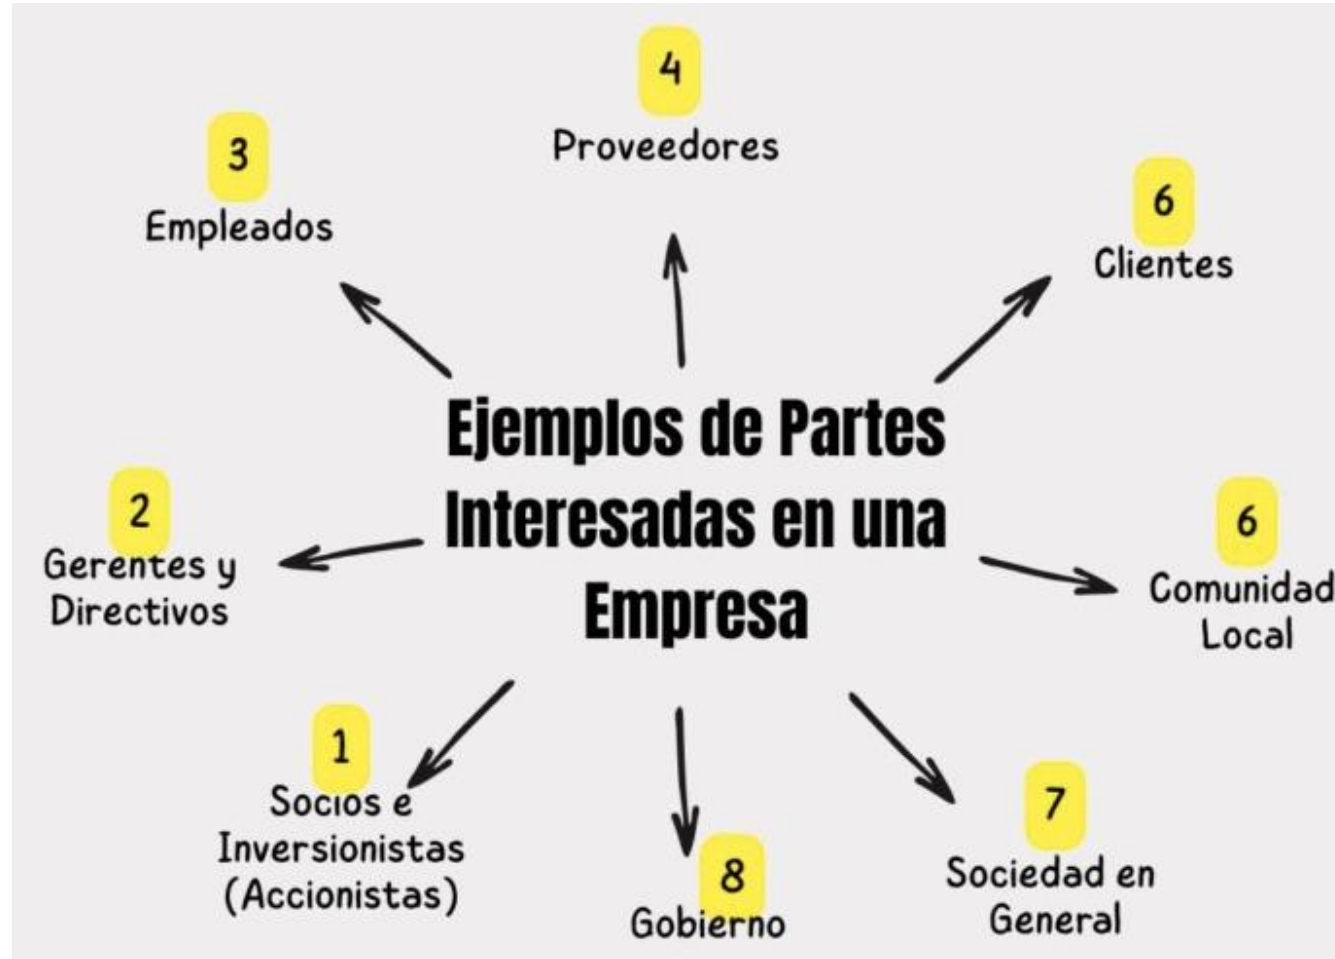 4
Proveedores
3
Empleados
6
Clientes
Ejemplos de Partes
Interesadas en una
Empresa
2
Gerentes y
Directivos
6
Comunidad
Local
1
Socios e
Inversionistas
(Accionistas)
8
Gobierno
7
Sociedad en
General